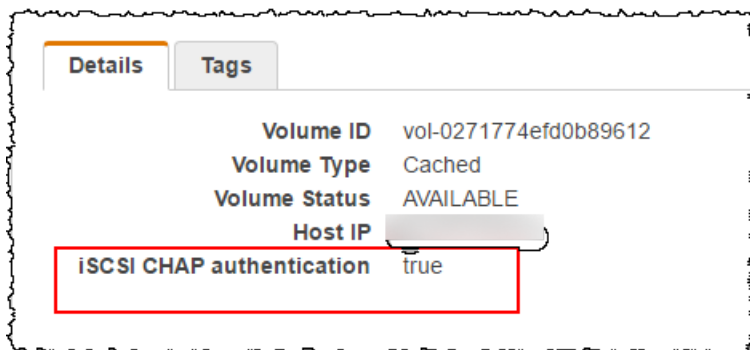 Details Tags
Volume ID vol-0271774efd0b89612
Volume Type Cached
Volume Status AVAILABLE
Host IP
iSCSI CHAP authentication true